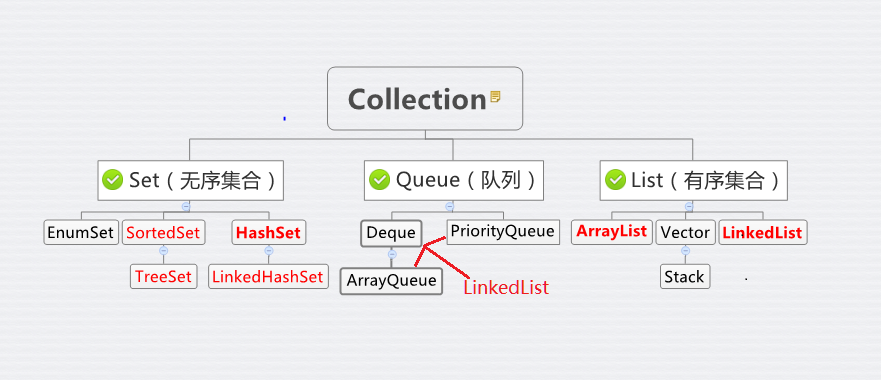 Collection
Set（无序集合）
Queue（队列）
List（有序集合）
EnumSet
SortedSet
HashSet
Deque
PriorityQueue
ArrayList
Vector
LinkedList
TreeSet
LinkedHashSet
ArrayQueue
LinkedList
Stack